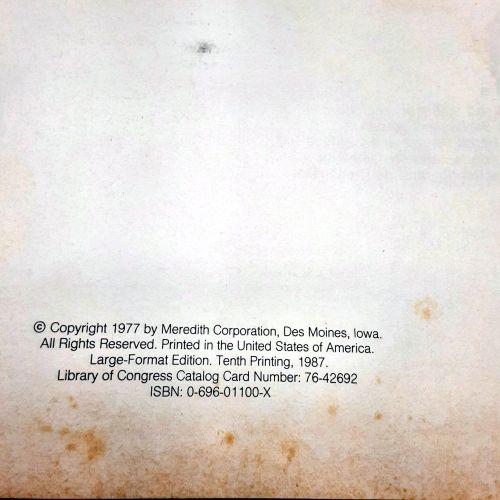 © Copyright 1977 by Meredith Corporation, Des Moines, Iowa.
All Rights Reserved. Printed in the United States of America.
Large-Format Edition. Tenth Printing, 1987.
Library of Congress Catalog Card Number: 76-42692
ISBN: 0-696-01100-X